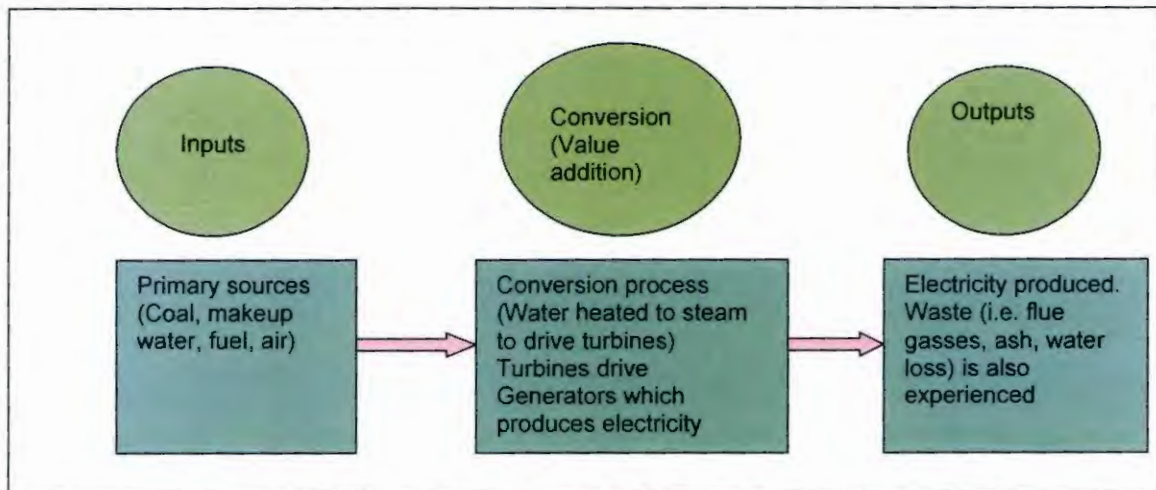 Inputs
Conversion
(Value
addition)
Outputs
Primary sources
(Coal, makeup
water, fuel, air)
Conversion process
(Water heated to steam
to drive turbines)
Turbines drive
Generators which
produces electricity
Electricity produced.
Waste (i.e. flue
gasses, ash, water
loss) is also
experienced